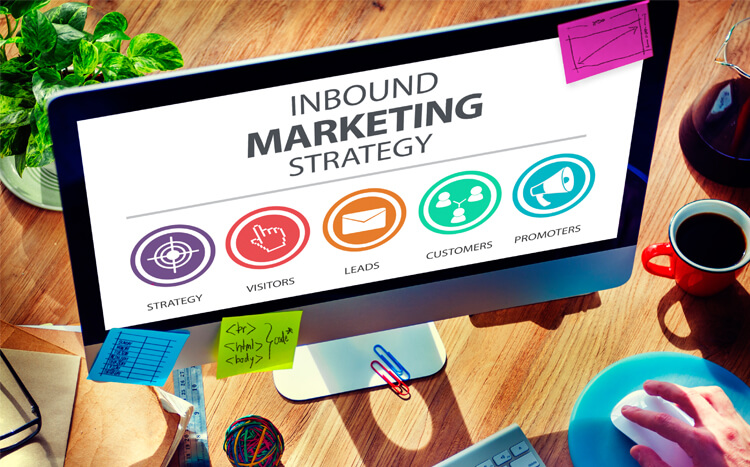 INBOUND
MARKETING
STRATEGY
STRATEGY
VISITORS
LEADS
CUSTOMERS
PROMOTERS
<br>
<html>
<body>
} code*